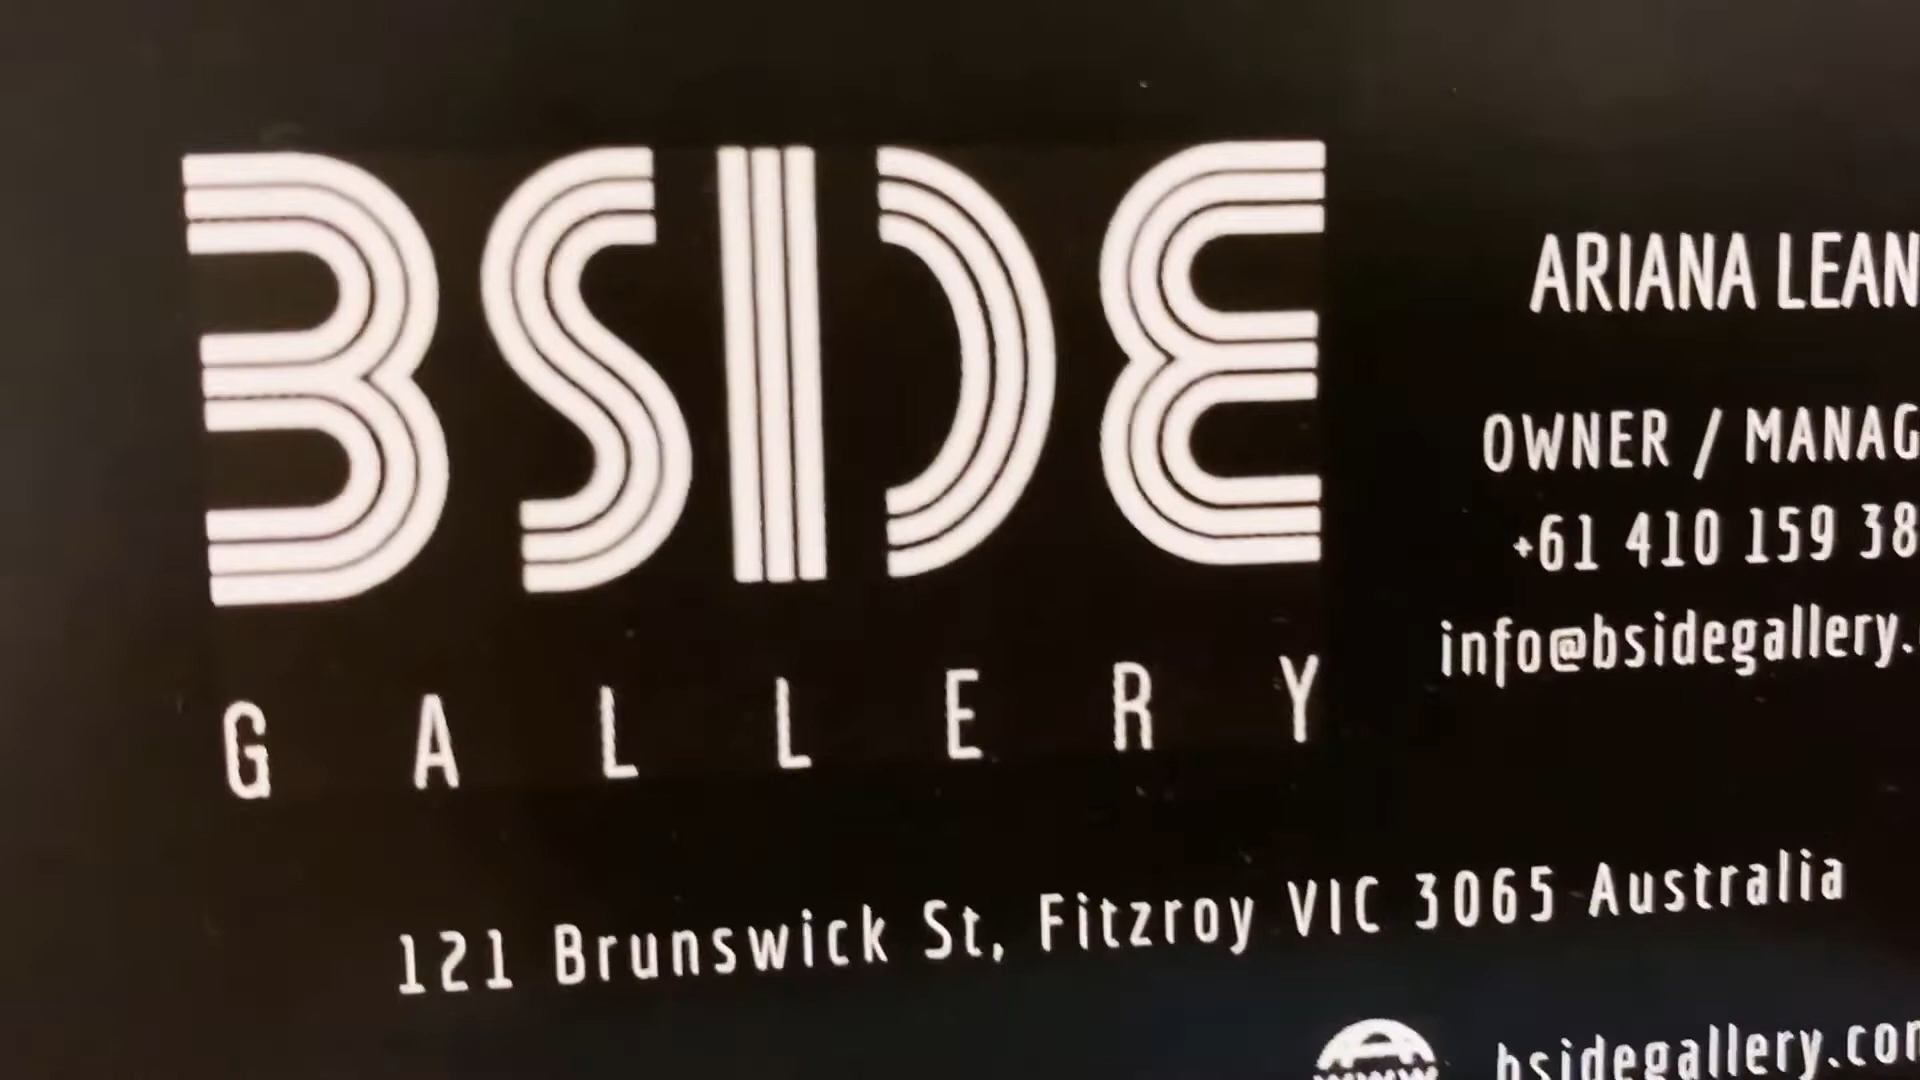 BSIDE
GALLERY
ARIANA LEAN
OWNER / MANAG
+61 410 159 38
info@bsidegallery.
121 Brunswick St, Fitzroy VIC 3065 Australia
bsidegallery.com